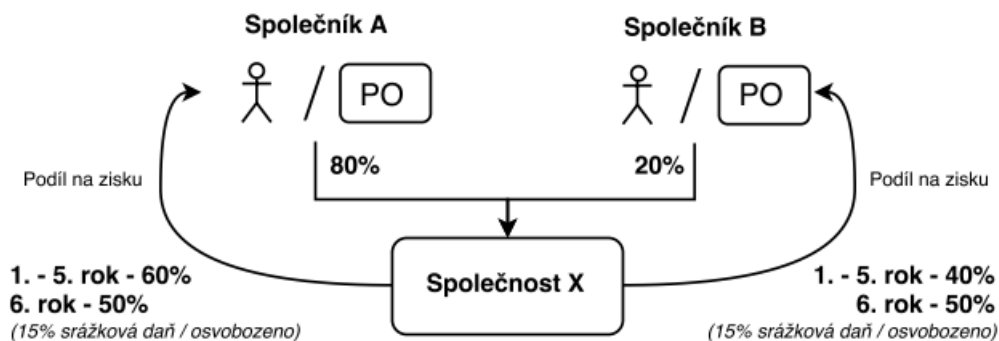 Společník A
Společník B
PO
PO
80%
20%
Podíl na zisku
Podíl na zisku
Společnost X
1. - 5. rok - 60%
6. rok - 50%
(15% srážková daň / osvobozeno)
1. - 5. rok - 40%
6. rok - 50%
(15% srážková daň / osvobozeno)